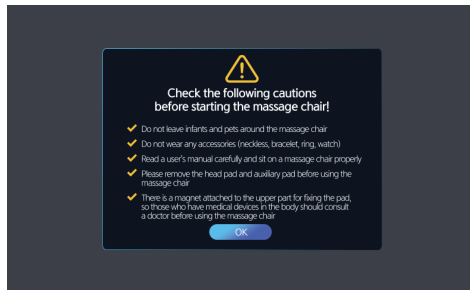 Check the following cautions
before starting the massage chair!
Do not leave infants and pets around the massage chair
Do not wear any accessories (neckless, bracelet, ring, watch)
Read a user's manual carefully and sit on a massage chair properly
Please remove the head pad and auxiliary pad before using the
massage chair
There is a magnet attached to the upper part for fixing the pad,
so those who have medical devices in the body should consult
a doctor before using the massage chair
OK